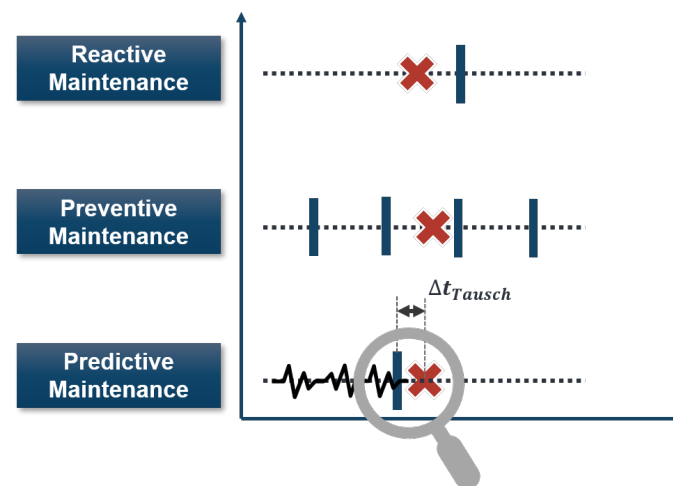 Reactive
Maintenance
Preventive
Maintenance
Δt_Tausch
Predictive
Maintenance